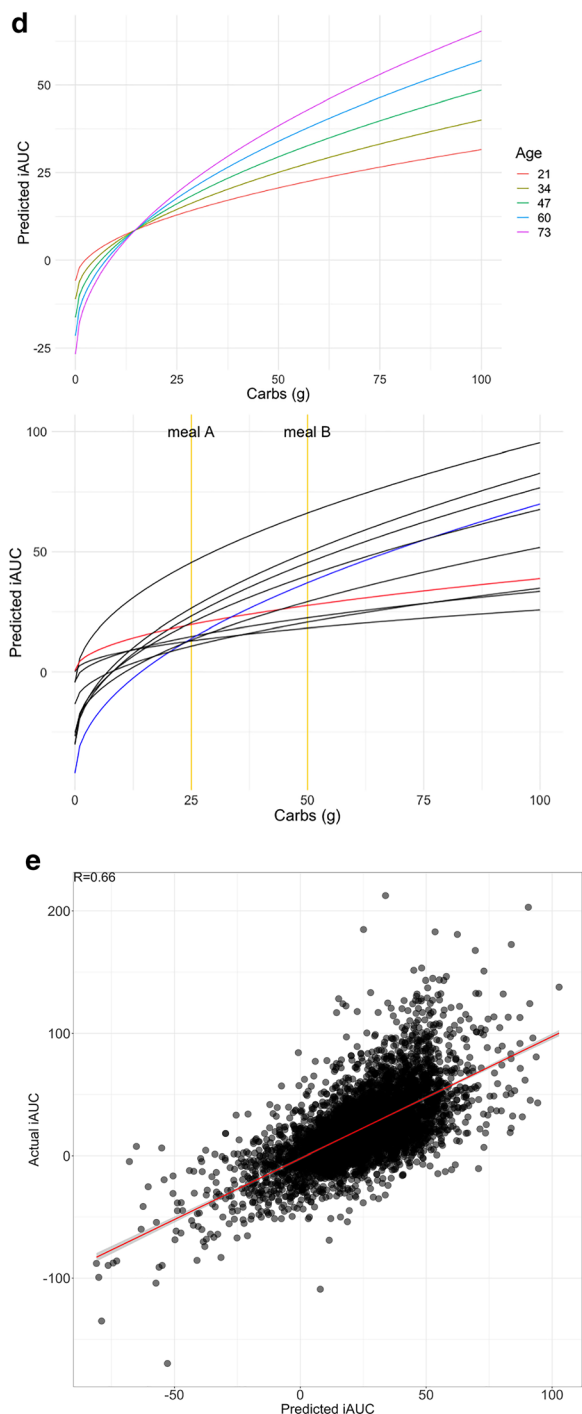 d
50
25
0
-25
Predicted iAUC
0 25 50 75 100
Carbs (g)
Age
21
34
47
60
73
meal A meal B
100
50
0
Predicted iAUC
0 25 50 75 100
Carbs (g)
e
R=0.66
200
100
0
-100
Actual iAUC
-50 0 50 100
Predicted iAUC